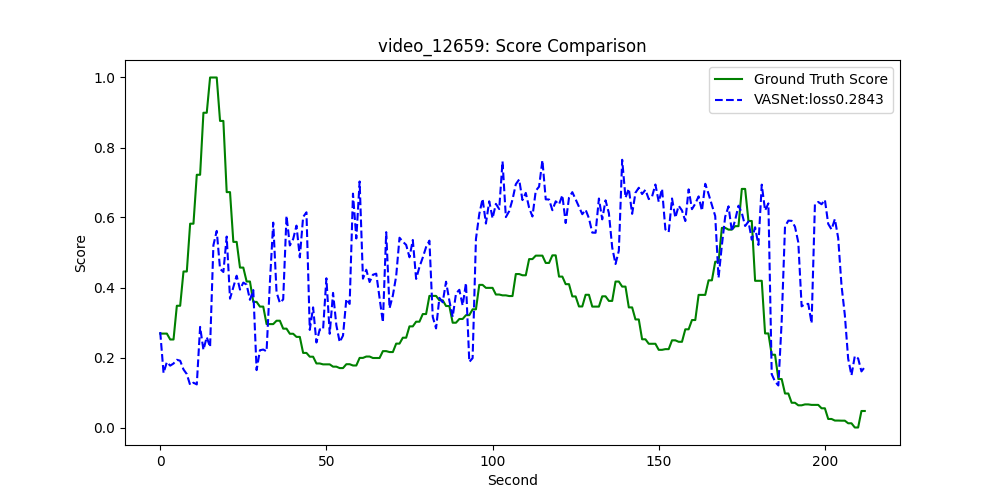 video_12659: Score Comparison
Ground Truth Score
VASNet:loss0.2843
Score
1.0
0.8
0.6
0.4
0.2
0.0
0 50 100 150 200
Second